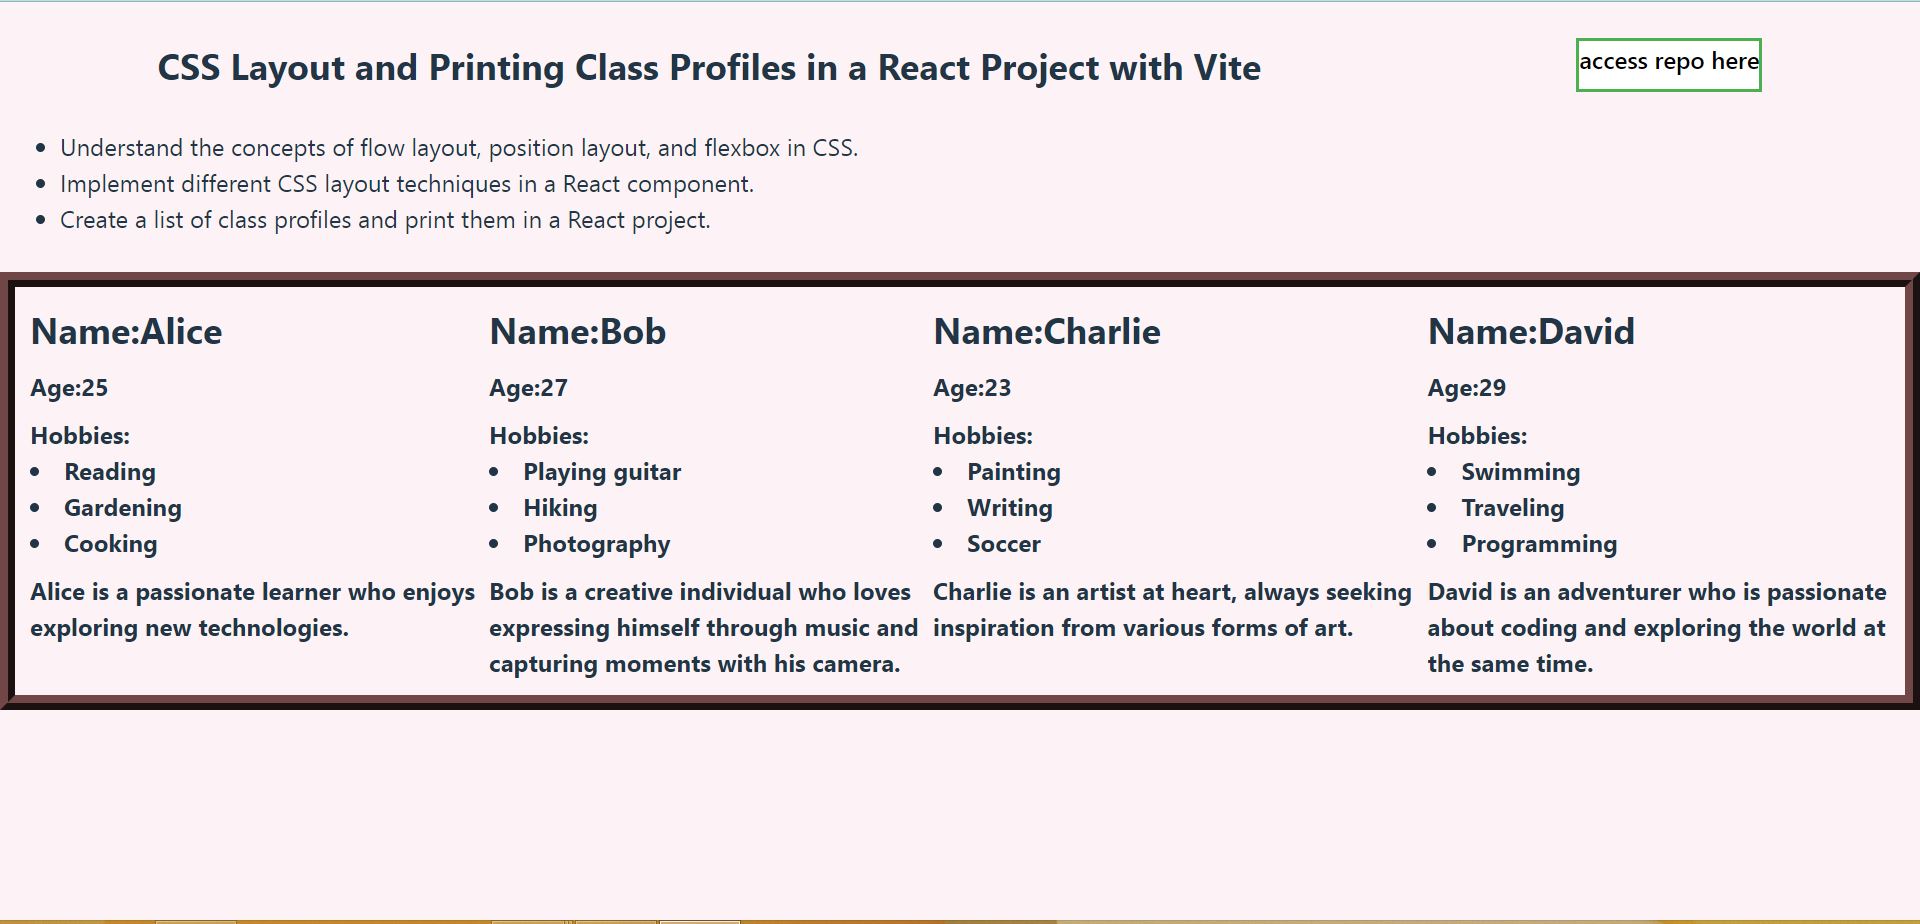 CSS Layout and Printing Class Profiles in a React Project with Vite
access repo here
Understand the concepts of flow layout, position layout, and flexbox in CSS.
Implement different CSS layout techniques in a React component.
Create a list of class profiles and print them in a React project.
Name:Alice
Age:25
Hobbies:
Reading
Gardening
Cooking
Alice is a passionate learner who enjoys
exploring new technologies.
Name:Bob
Age:27
Hobbies:
Playing guitar
Hiking
Photography
Bob is a creative individual who loves
expressing himself through music and
capturing moments with his camera.
Name:Charlie
Age:23
Hobbies:
Painting
Writing
Soccer
Charlie is an artist at heart, always seeking
inspiration from various forms of art.
Name:David
Age:29
Hobbies:
Swimming
Traveling
Programming
David is an adventurer who is passionate
about coding and exploring the world at
the same time.